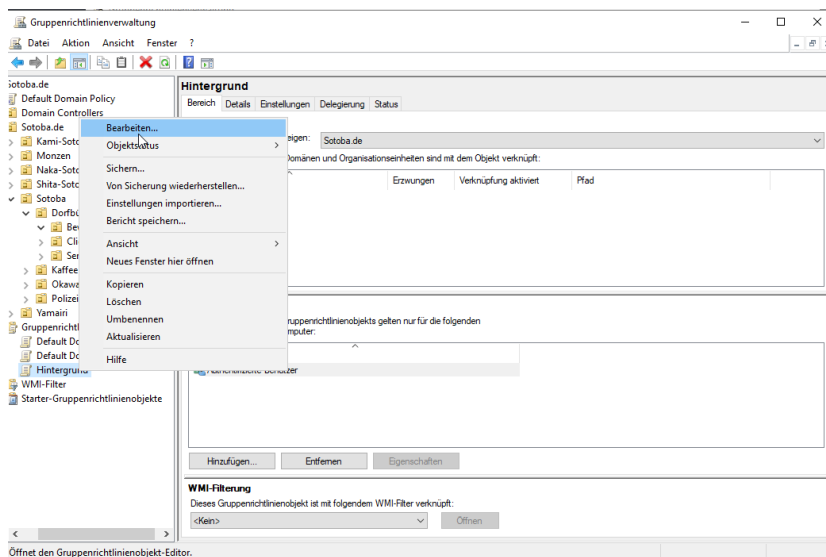 Gruppenrichtlinienverwaltung
Datei Aktion Ansicht Fenster ?
Sotoba.de
Default Domain Policy
Domain Controllers
Sotoba.de
Kami-Soto
Monzen
Naka-Soto
Shita-Soto
Sotoba
Dorfbü
Be
Cli
Ser
Kaffee
Okawa
Polizei
Yamairi
Gruppenrichtl
Default Do
Default Do
Hintergrund
WMI-Filter
Starter-Gruppenrichtlinienobjekte
Bearbeiten...
Objektstatus
Sichern...
Von Sicherung wiederherstellen...
Einstellungen importieren...
Bericht speichern...
Ansicht
Neues Fenster hier öffnen
Kopieren
Löschen
Umbenennen
Aktualisieren
Hilfe
Hintergrund
Bereich Details Einstellungen Delegierung Status
eigen: Sotoba.de
Domänen und Organisationseinheiten sind mit dem Objekt verknüpft:
Erzwungen Verknüpfung aktiviert Pfad
ruppenrichtlinienobjekts gelten nur für die folgenden
mputer:
Authentifizierte Benutzer
Hinzufügen... Entfernen Eigenschaften
WMI-Filterung
Dieses Gruppenrichtlinienobjekt ist mit folgendem WMI-Filter verknüpft:
<Kein> Öffnen
Öffnet den Gruppenrichtlinienobjekt-Editor.